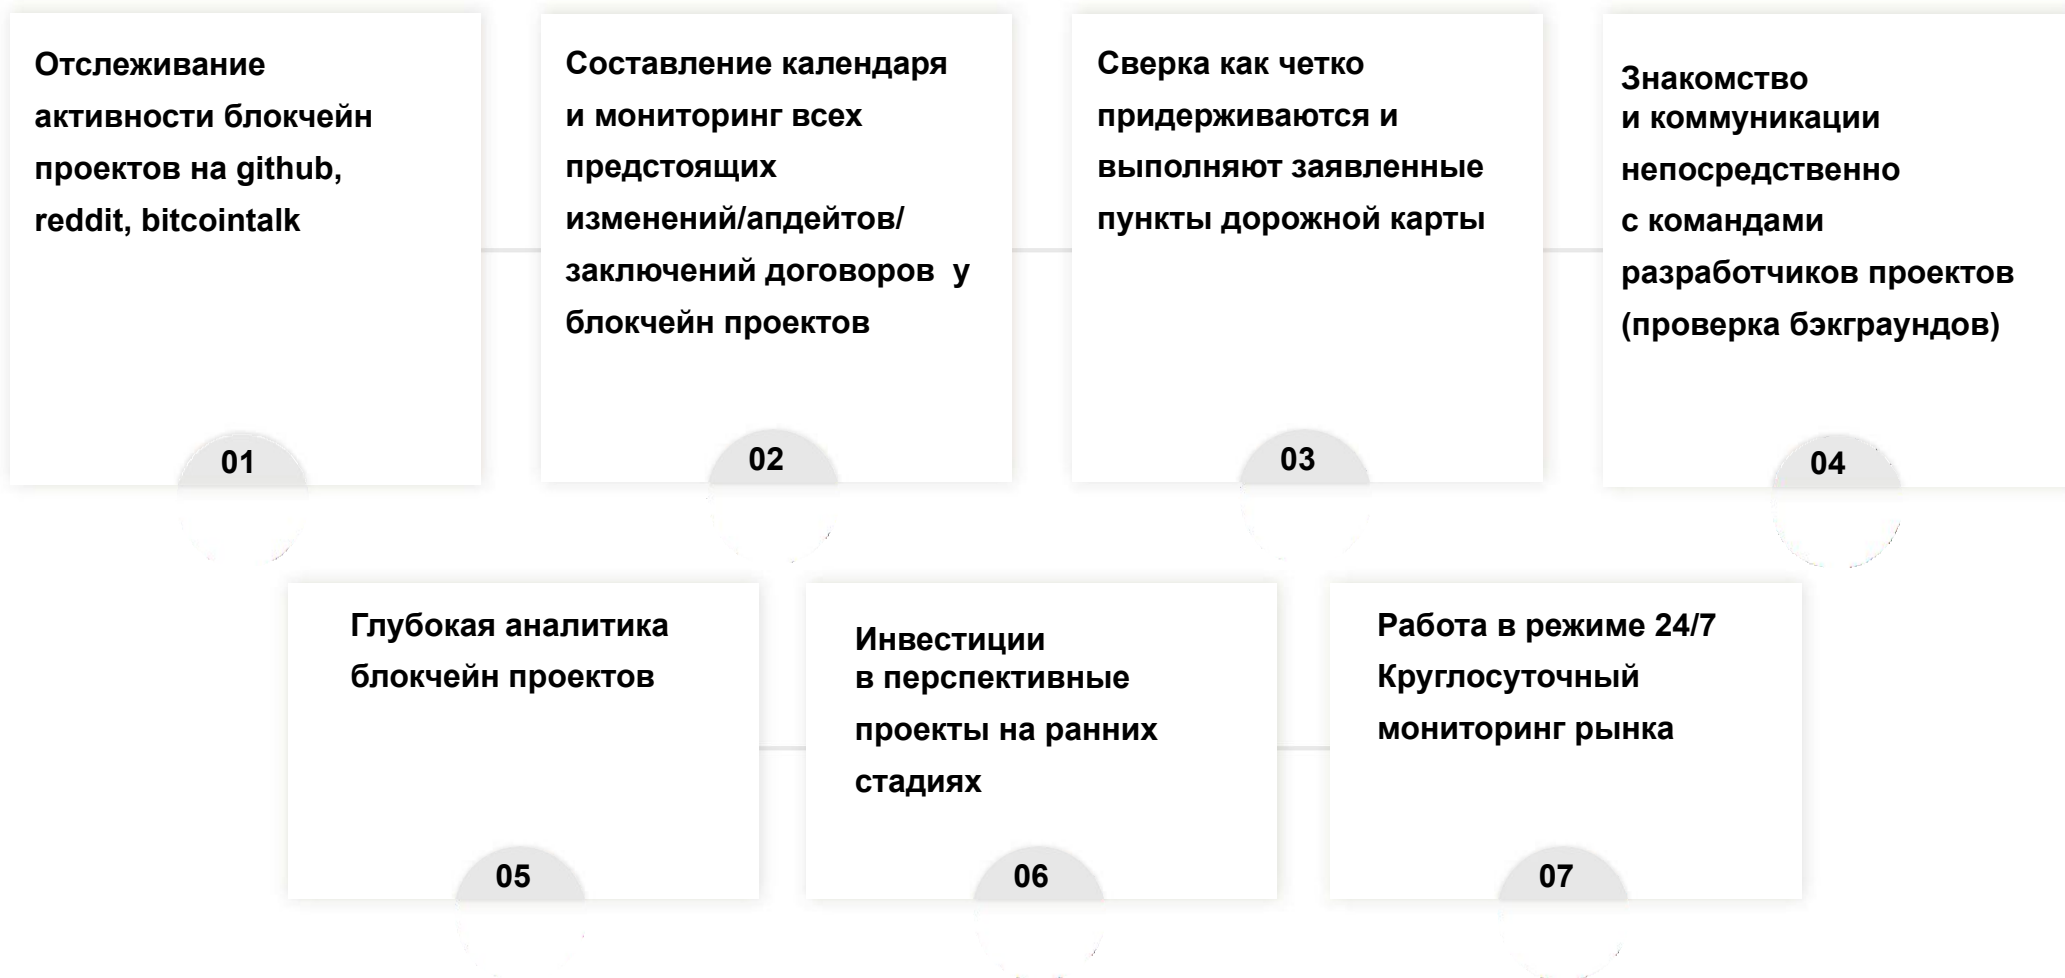 Отслеживание
активности блокчейн
проектов на github,
reddit, bitcointalk
01
Составление календаря
и мониторинг всех
предстоящих
изменений/апдейтов/
заключений договоров  у
блокчейн проектов
02
Сверка как четко
придерживаются и
выполняют заявленные
пункты дорожной карты
03
Знакомство
и коммуникации
непосредственно
с командами
разработчиков проектов
(проверка бэкграундов)
04
Глубокая аналитика
блокчейн проектов
05
Инвестиции
в перспективные
проекты на ранних
стадиях
06
Работа в режиме 24/7
Круглосуточный
мониторинг рынка
07